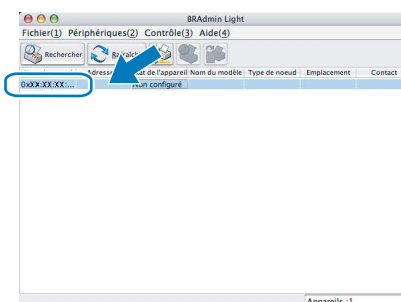 BRAdmin Light
Fichier(1) Périphériques(2) Contrôle(3) Aide(4)
Rechercher
Adresse de l'appareil Nom du modèle Type de noeud Emplacement Contact
0xXX:XX:XX:... Non configuré
Appareils :1